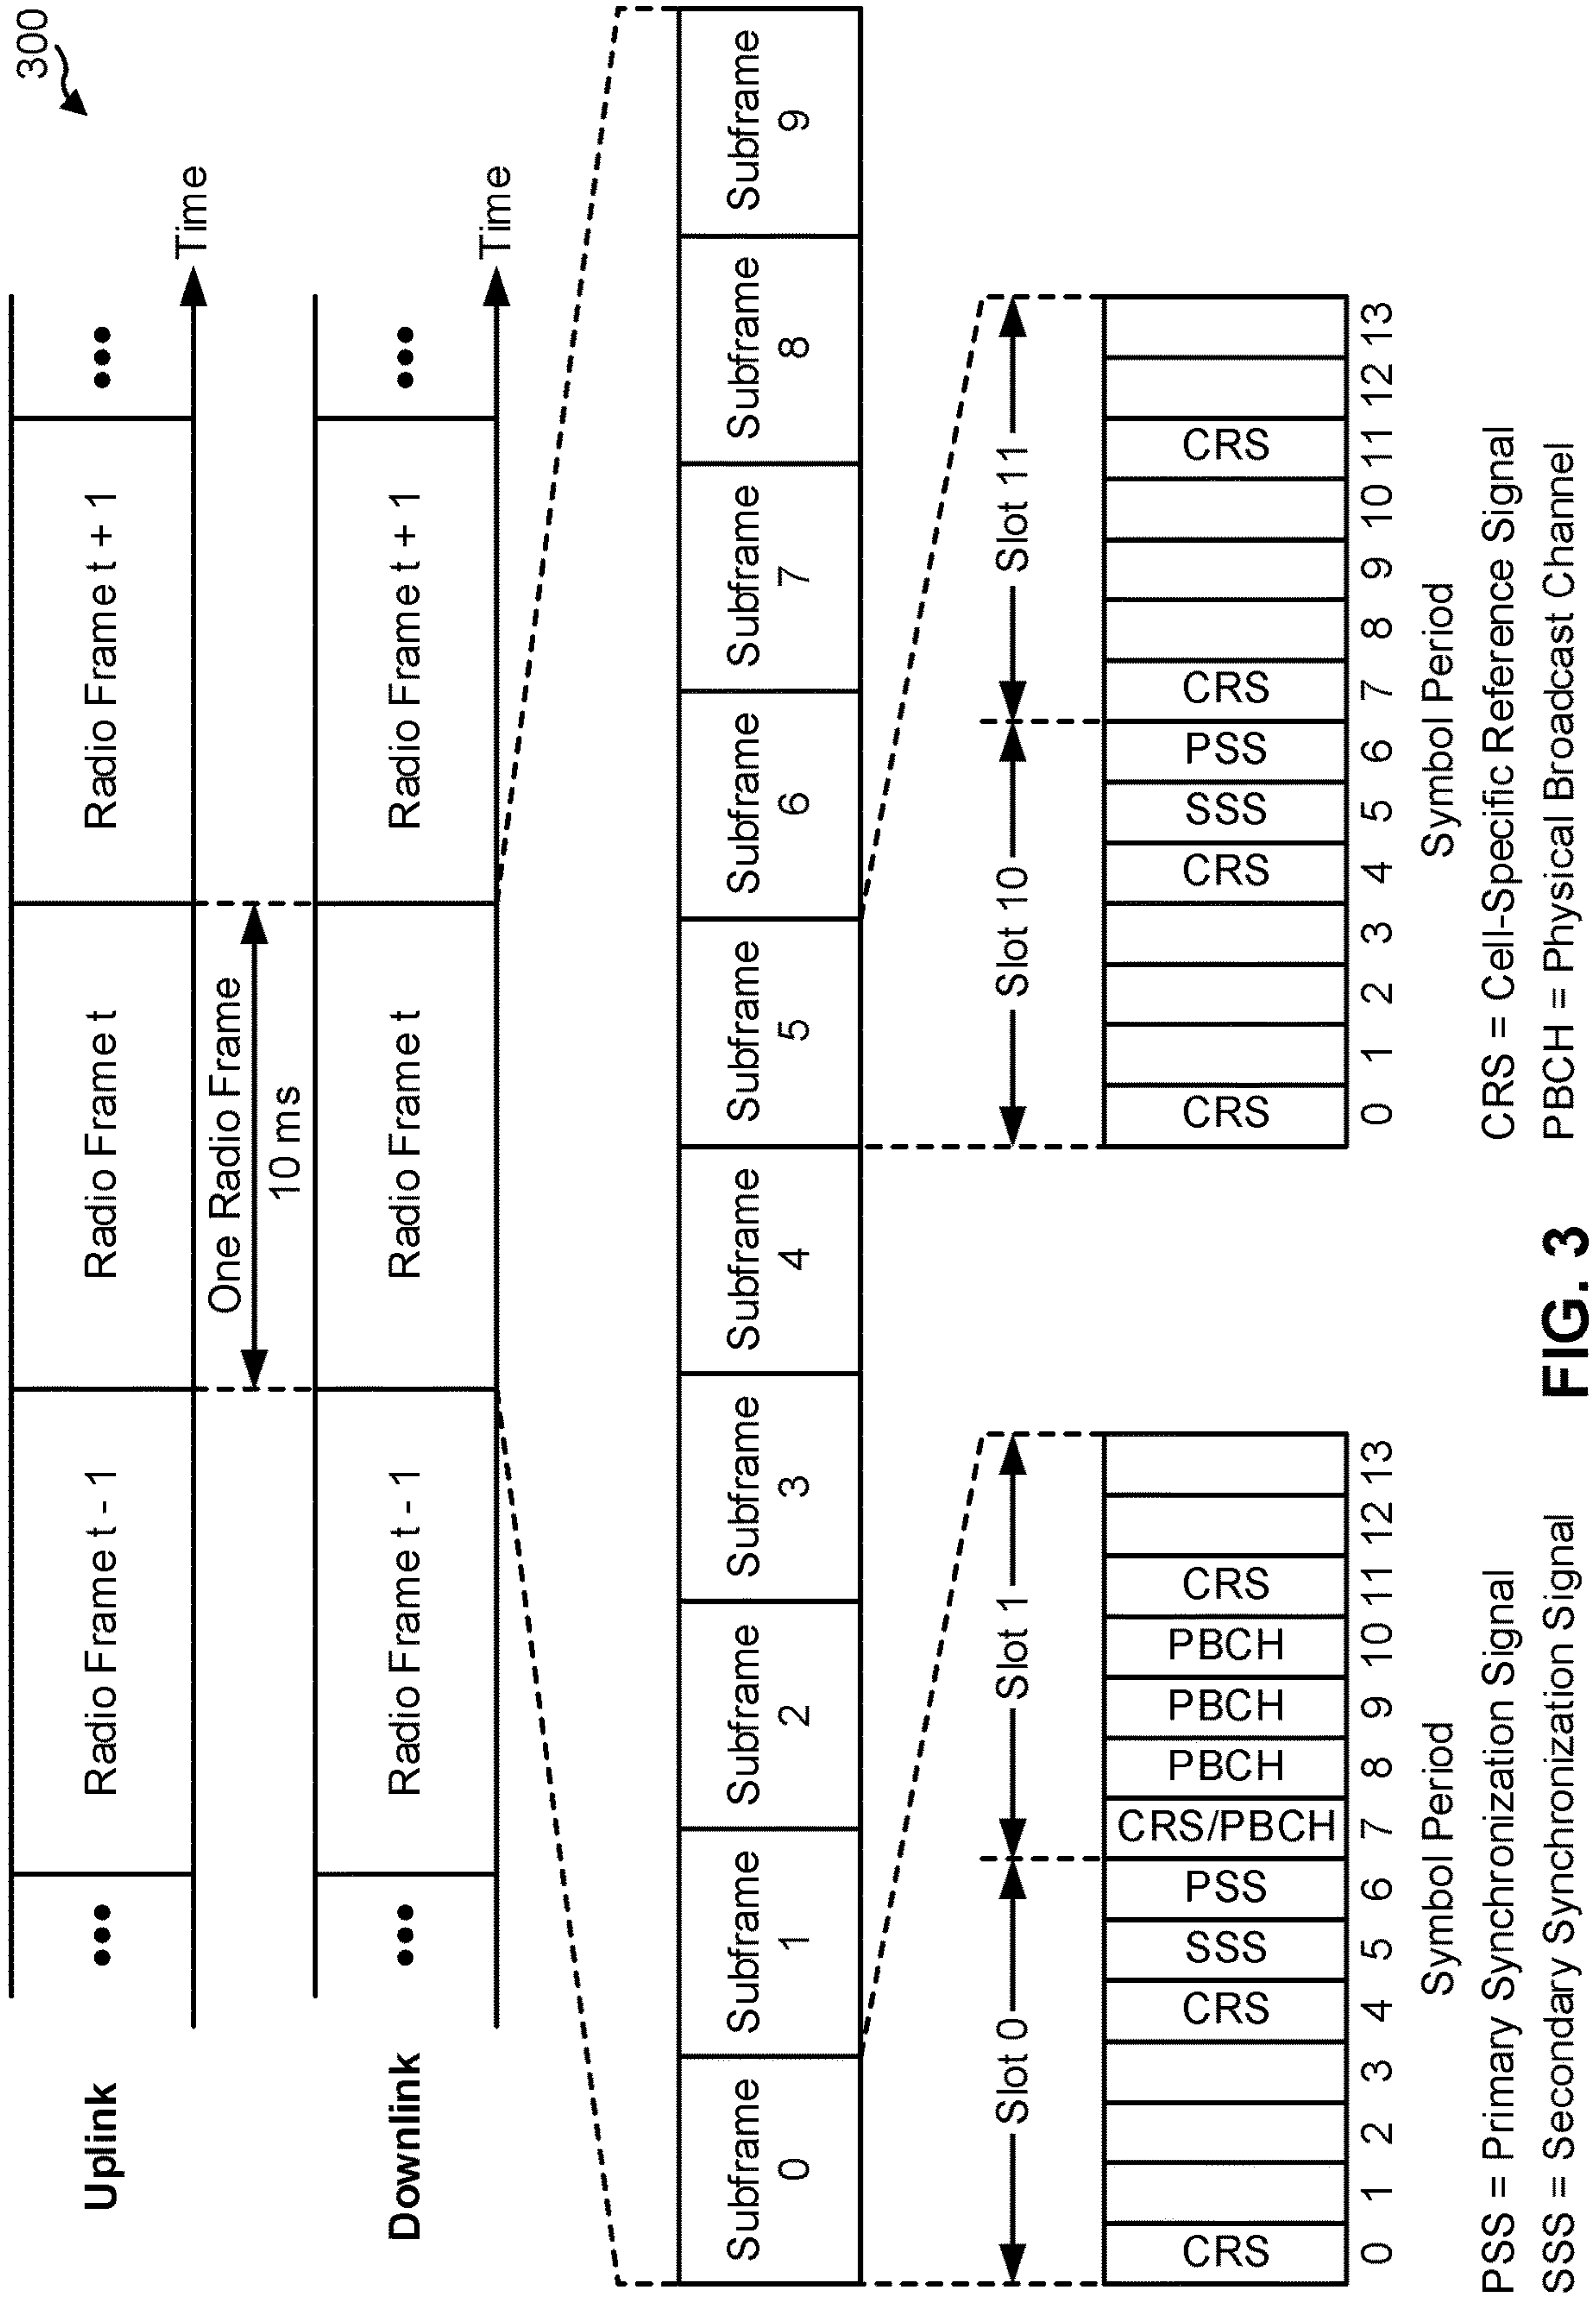 300
Uplink
••• Radio Frame t - 1 Radio Frame t Radio Frame t + 1 •••
Time
One Radio Frame
10 ms
Downlink
••• Radio Frame t - 1 Radio Frame t Radio Frame t + 1 •••
Time
Subframe Subframe Subframe Subframe Subframe Subframe Subframe Subframe Subframe Subframe
0 1 2 3 4 5 6 7 8 9
Slot 0 Slot 1
CRS CRS SSS PSS CRS/PBCH PBCH PBCH PBCH CRS
0 1 2 3 4 5 6 7 8 9 10 11 12 13
Symbol Period
Slot 10 Slot 11
CRS CRS SSS PSS CRS CRS
0 1 2 3 4 5 6 7 8 9 10 11 12 13
Symbol Period
PSS = Primary Synchronization Signal
SSS = Secondary Synchronization Signal
CRS = Cell-Specific Reference Signal
PBCH = Physical Broadcast Channel
FIG. 3